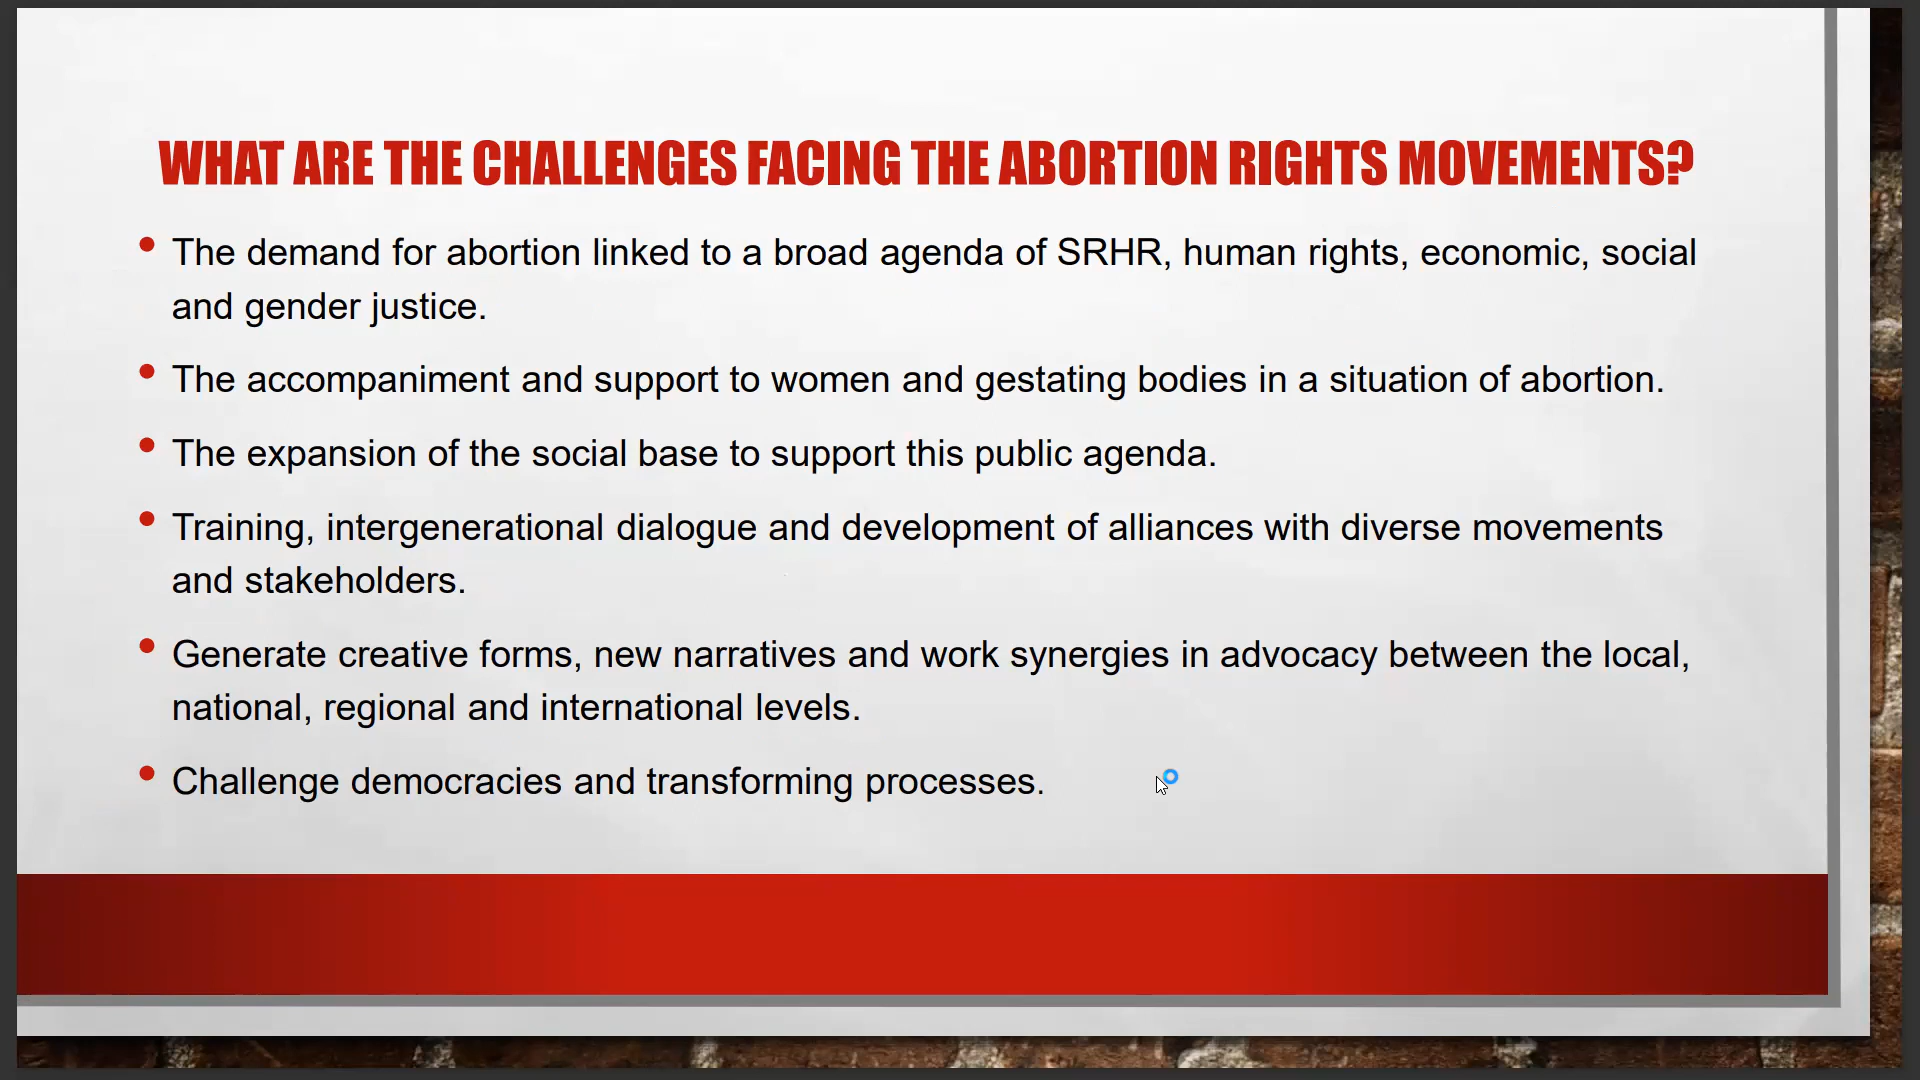 WHAT ARE THE CHALLENGES FACING THE ABORTION RIGHTS MOVEMENTS?
• The demand for abortion linked to a broad agenda of SRHR, human rights, economic, social
and gender justice.
• The accompaniment and support to women and gestating bodies in a situation of abortion.
• The expansion of the social base to support this public agenda.
• Training, intergenerational dialogue and development of alliances with diverse movements
and stakeholders.
• Generate creative forms, new narratives and work synergies in advocacy between the local,
national, regional and international levels.
• Challenge democracies and transforming processes.